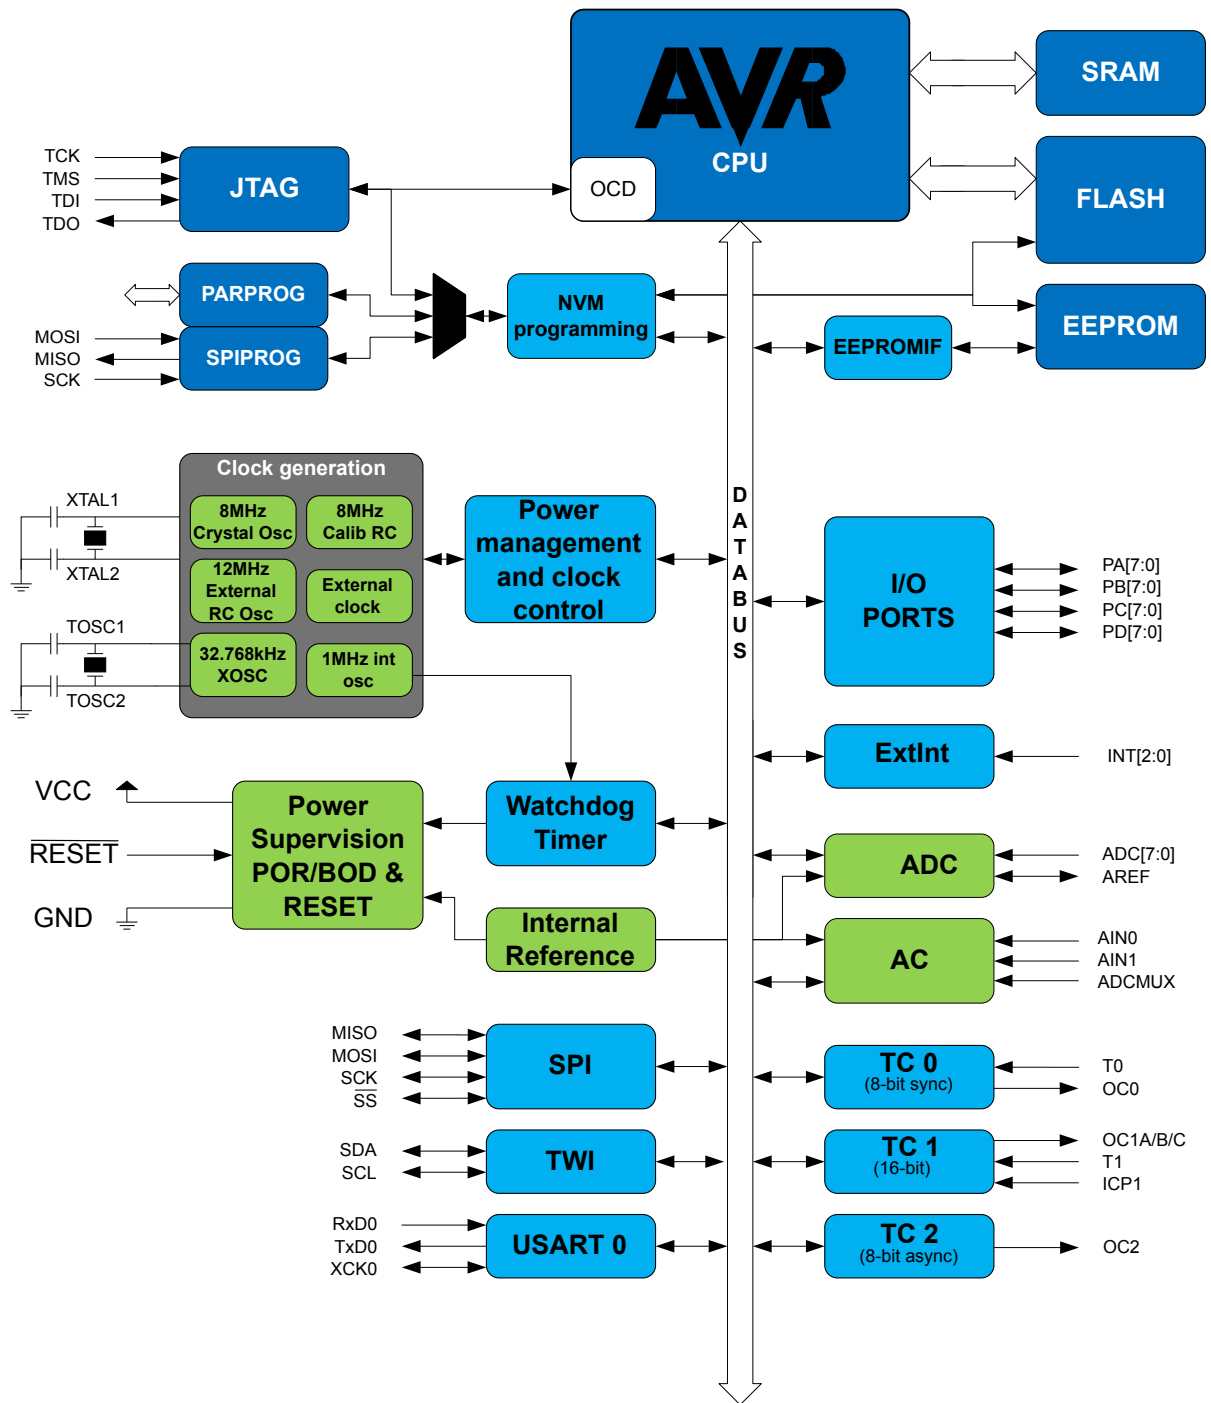 AVR
CPU
OCD
SRAM
FLASH
EEPROM
TCK
TMS
TDI
TDO
JTAG
PARPROG
MOSI
MISO
SCK
SPIPROG
NVM
programming
EEPROMIF
Clock generation
8MHz
Crystal Osc
8MHz
Calib RC
12MHz
External
RC Osc
External
clock
32.768kHz
XOSC
1MHz int
osc
XTAL1
XTAL2
TOSC1
TOSC2
Power
management
and clock
control
DATABUS
I/O
PORTS
PA[7:0]
PB[7:0]
PC[7:0]
PD[7:0]
ExtInt
INT[2:0]
VCC
RESET
GND
Power
Supervision
POR/BOD &
RESET
Watchdog
Timer
Internal
Reference
ADC
ADC[7:0]
AREF
AC
AIN0
AIN1
ADCMUX
MISO
MOSI
SCK
SS
SPI
TC 0
(8-bit sync)
T0
OC0
SDA
SCL
TWI
TC 1
(16-bit)
OC1A/B/C
T1
ICP1
RxD0
TxD0
XCK0
USART 0
TC 2
(8-bit async)
OC2